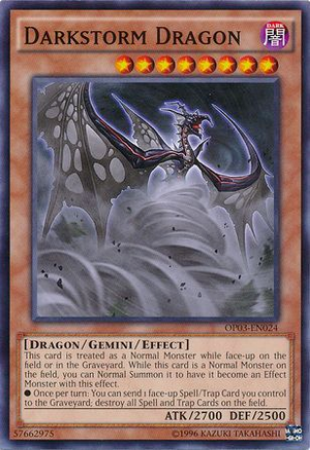 DARKSTORM DRAGON
DARK
闇
OP03-EN024
[DRAGON/GEMINI/EFFECT]
This card is treated as a Normal Monster while face-up on the
field or in the Graveyard. While this card is a Normal Monster on
the field, you can Normal Summon it to have it become an Effect
Monster with this effect.
● Once per turn: You can send 1 face-up Spell/Trap Card you control
to the Graveyard; destroy all Spell and Trap Cards on the field.
ATK/2700 DEF/2500
57662975
©1996 KAZUKI TAKAHASHI